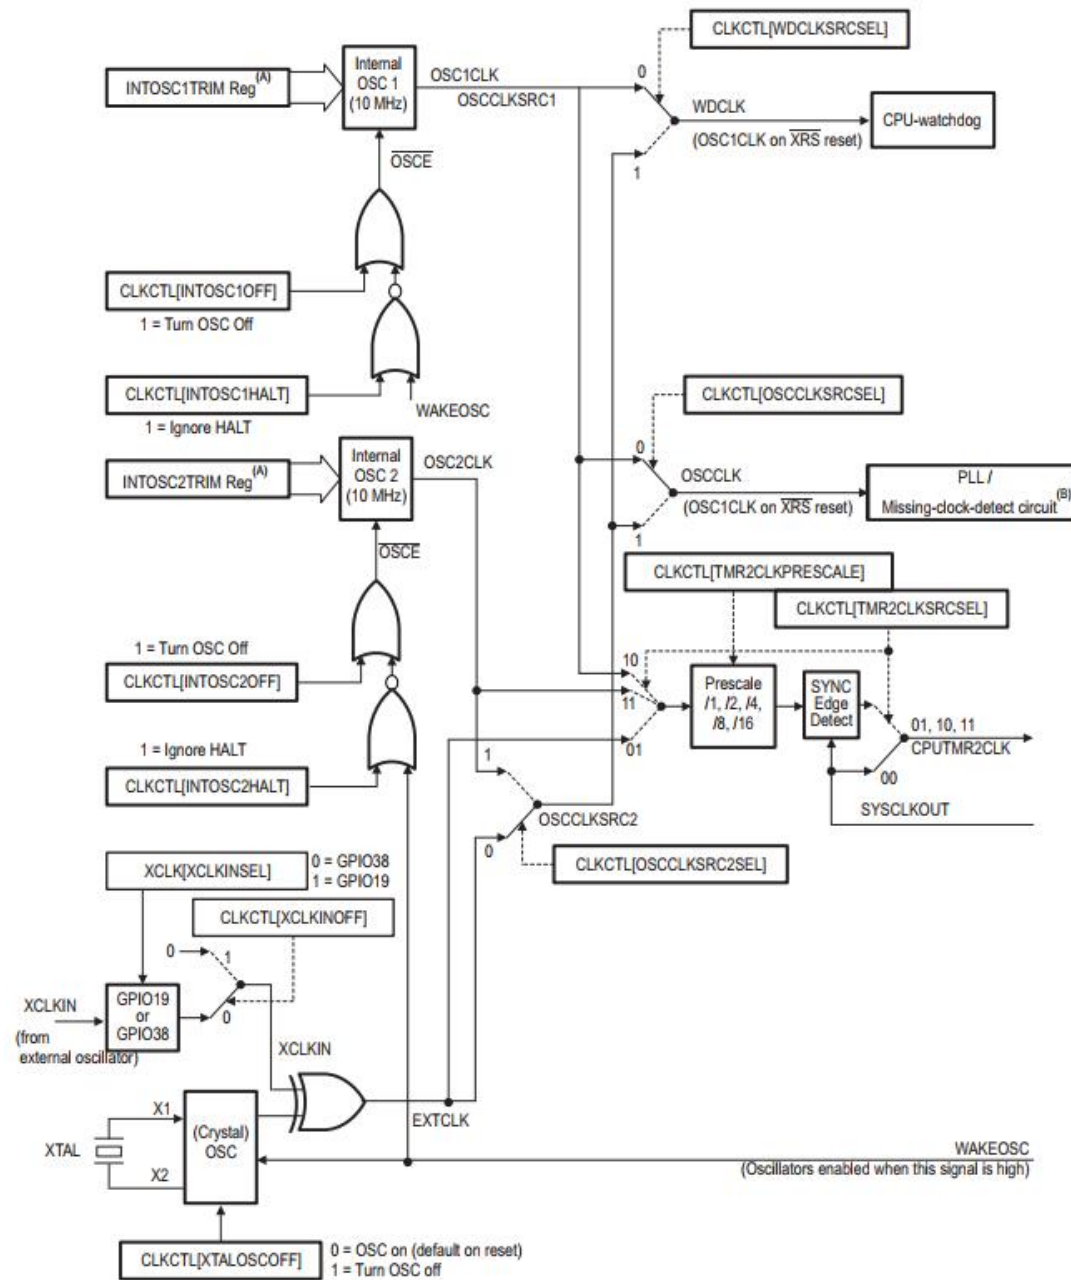 CLKCTL[WDCLKSRCSEL]
Internal
OSC 1
(10 MHz)
INTOSC1TRIM Reg(A)
OSC1CLK
OSCCLKSRC1
0
WDCLK
CPU-watchdog
(OSC1CLK on XRS reset)
1
OSCE
CLKCTL[INTOSC1OFF]
1 = Turn OSC Off
CLKCTL[INTOSC1HALT]
1 = Ignore HALT
WAKEOSC
CLKCTL[OSCCLKSRCSEL]
Internal
OSC 2
(10 MHz)
INTOSC2TRIM Reg(A)
OSC2CLK
0
OSCCLK
(OSC1CLK on XRS reset)
1
PLL /
Missing-clock-detect circuit(B)
OSCE
CLKCTL[TMR2CLKPRESCALE]
CLKCTL[TMR2CLKSRCSEL]
1 = Turn OSC Off
CLKCTL[INTOSC2OFF]
10
11
01
Prescale
/1, /2, /4,
/8, /16
SYNC
Edge
Detect
01, 10, 11
CPUTMR2CLK
00
SYSCLKOUT
1 = Ignore HALT
CLKCTL[INTOSC2HALT]
1
OSCCLKSRC2
0
CLKCTL[OSCCLKSRC2SEL]
XCLK[XCLKINSEL]
0 = GPIO38
1 = GPIO19
CLKCTL[XCLKINOFF]
0
1
0
XCLKIN
(from
external oscillator)
GPIO19
or
GPIO38
XCLKIN
EXTCLK
X1
XTAL
X2
(Crystal)
OSC
WAKEOSC
(Oscillators enabled when this signal is high)
CLKCTL[XTALOSCOFF]
0 = OSC on (default on reset)
1 = Turn OSC off